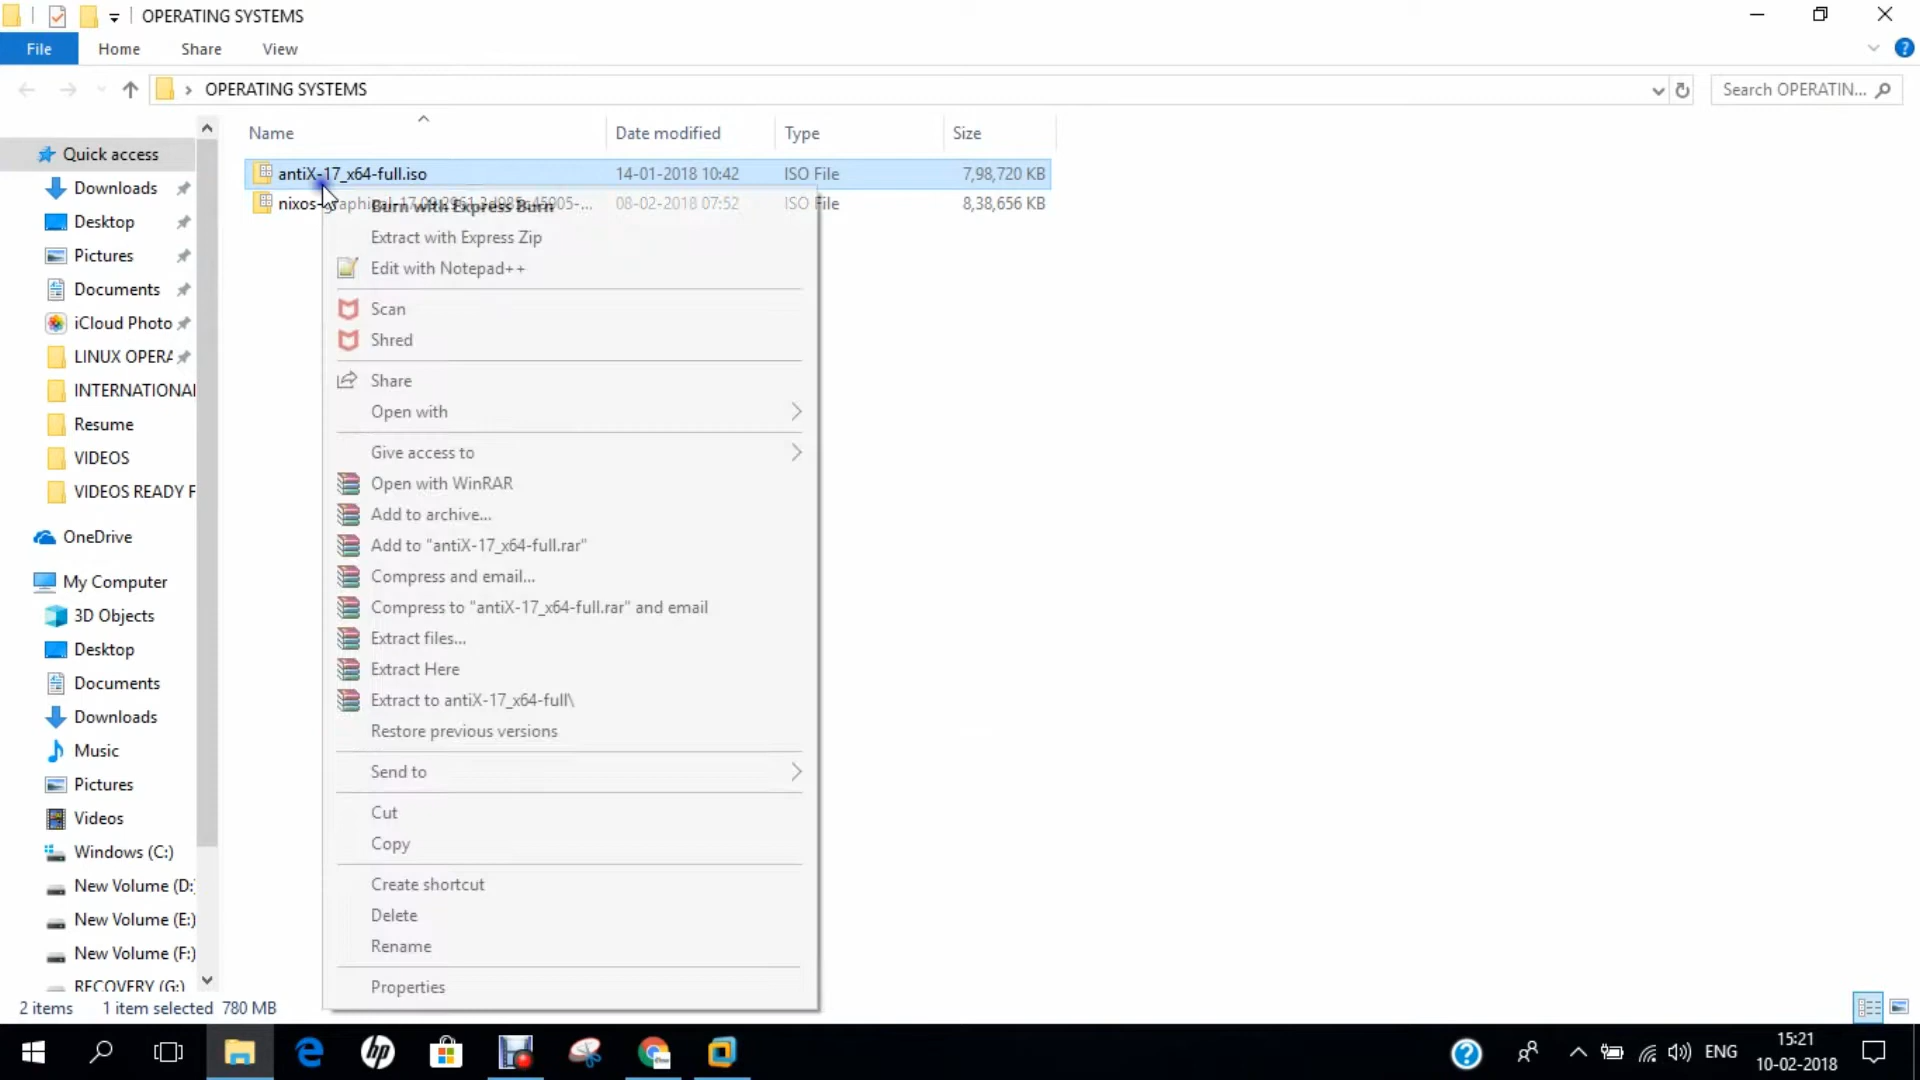 OPERATING SYSTEMS
File Home Share View
OPERATING SYSTEMS
Search OPERATIN...
Name Date modified Type Size
Quick access
antiX-17_x64-full.iso 14-01-2018 10:42 ISO File 7,98,720 KB
Downloads
08-02-2018 07:52 ISO File 8,38,656 KB
Burn with Express Burn
Desktop
Extract with Express Zip
Pictures
Edit with Notepad++
Documents
Scan
iCloud Photo
Shred
LINUX OPERA
Share
INTERNATIONAL
Open with
Resume
Give access to
VIDEOS
Open with WinRAR
VIDEOS READY F
Add to archive...
OneDrive
Add to "antiX-17_x64-full.rar"
My Computer
Compress and email...
3D Objects
Compress to "antiX-17_x64-full.rar" and email
Desktop
Extract files...
Documents
Extract Here
Downloads
Extract to antiX-17_x64-full\
Music
Restore previous versions
Pictures
Send to
Videos
Cut
Windows (C:)
Copy
New Volume (D:)
Create shortcut
New Volume (E:)
Delete
New Volume (F:)
Rename
RECOVERY (G:)
Properties
2 items 1 item selected 780 MB
hp
ENG
15:21
10-02-2018